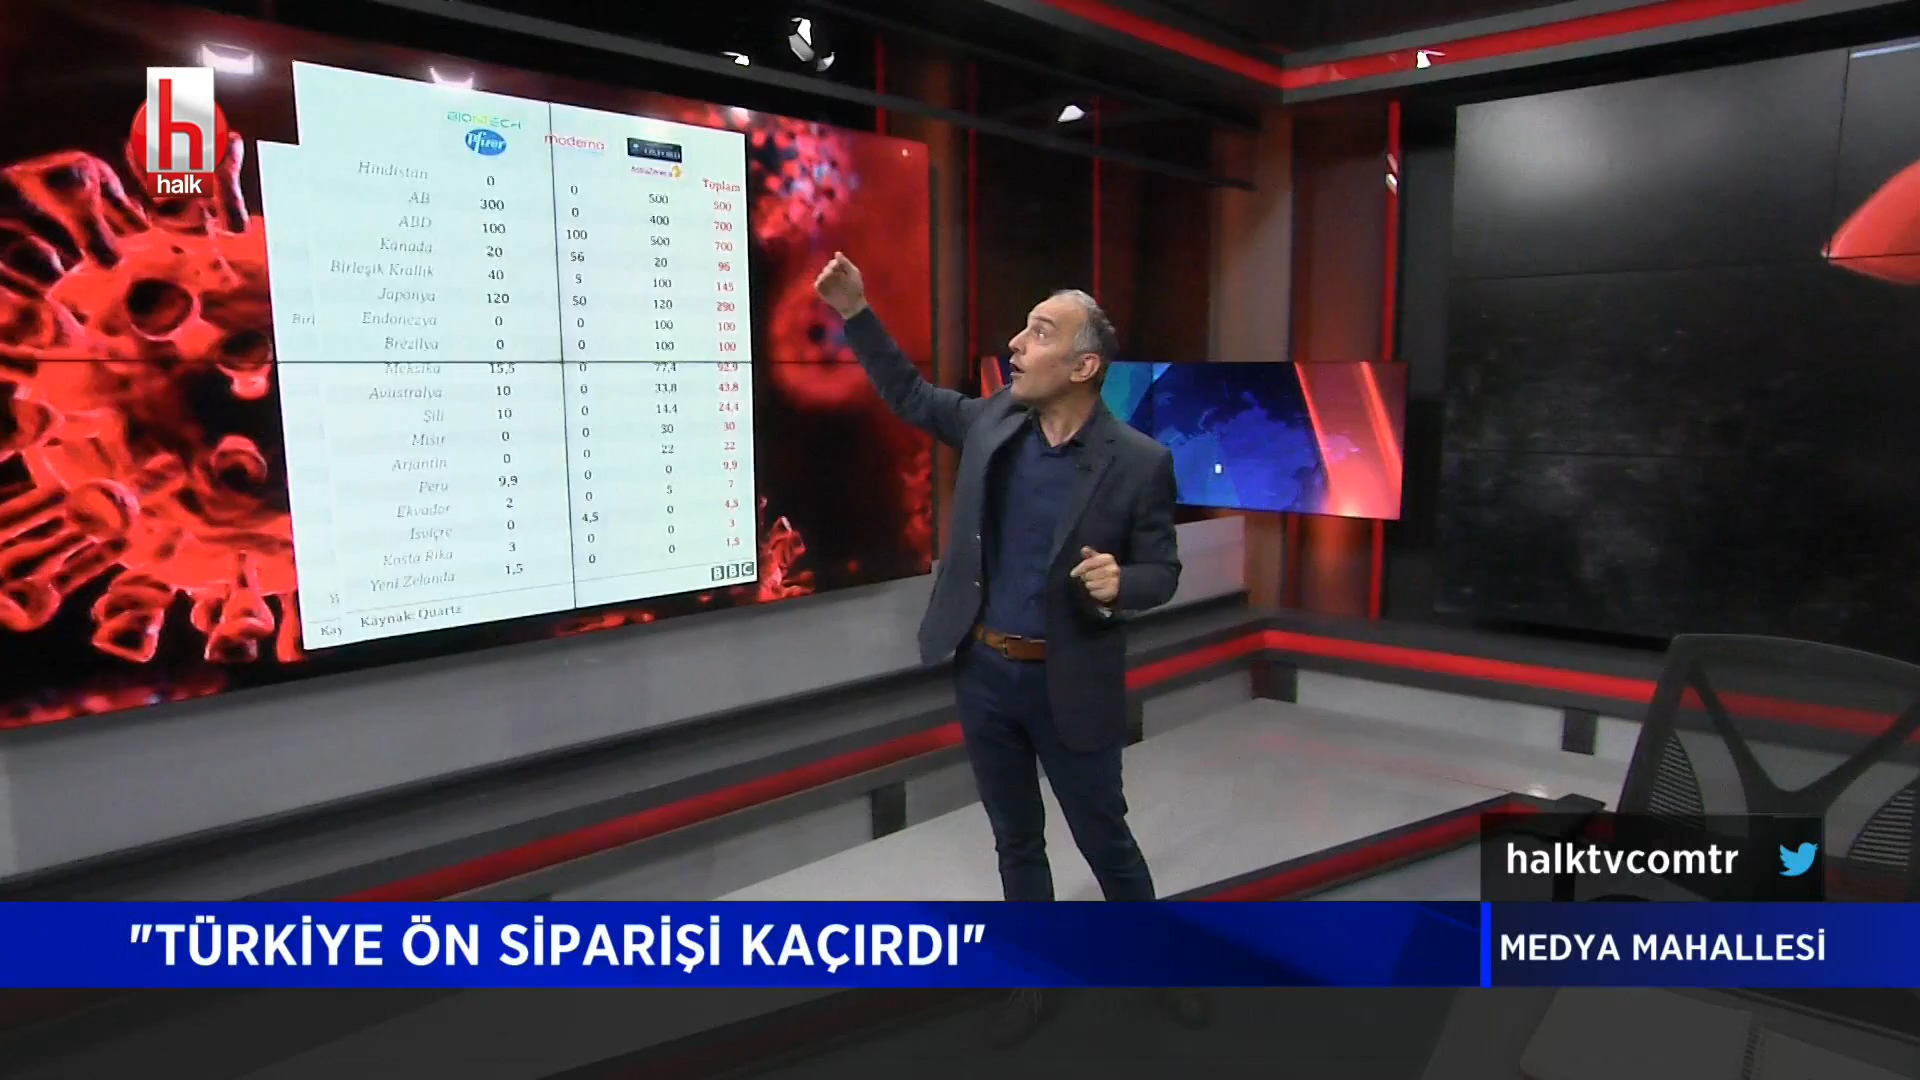 h
halk
BIONTECH
Pfizer
moderna
OXFORD
AstraZeneca
Toplam
Hindistan 0 0 500 500
AB 300 0 400 700
ABD 100 100 500 700
Kanada 20 56 20 96
Birleşik Krallık 40 5 100 145
Japonya 120 50 120 290
Endonezya 0 0 100 100
Brezilya 0 0 100 100
Meksika 15,5 0 77,4 92,9
Avustralya 10 0 33,8 43,8
Şili 10 0 14,4 24,4
Mısır 0 0 30 30
Arjantin 0 0 22 22
Peru 9,9 0 0 9,9
Ekvador 2 0 5 7
İsviçre 0 4,5 0 4,5
Kosta Rika 3 0 0 3
Yeni Zelanda 1,5 0 0 1,5
Birl
Kay
Kaynak: Quartz
BBC
halktvcomtr
"TÜRKİYE ÖN SİPARİŞİ KAÇIRDI"
MEDYA MAHALLESİ